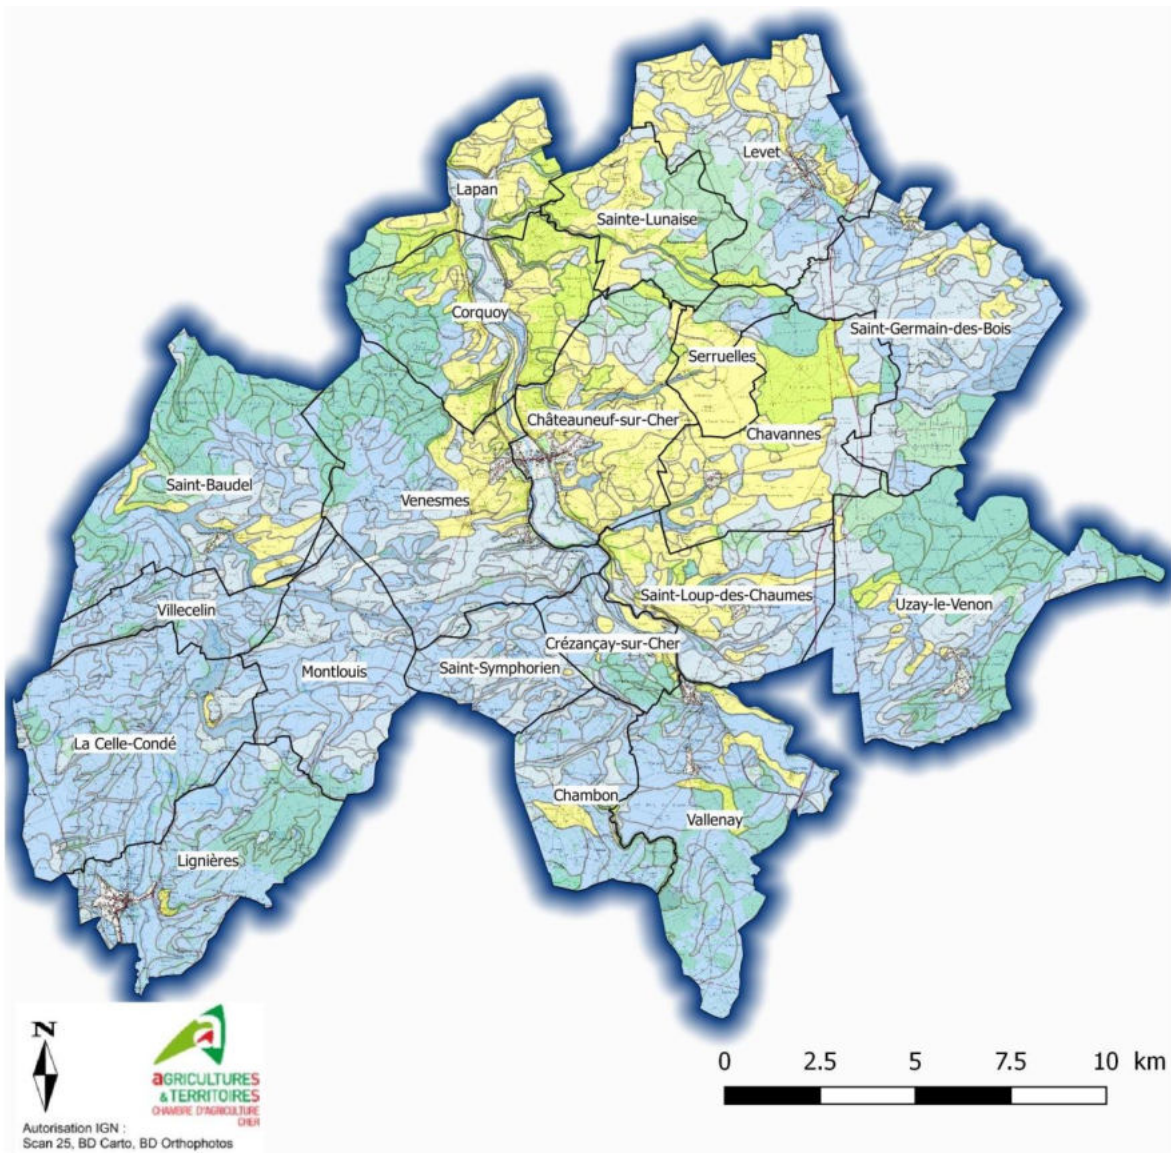 Levet
Lapan
Sainte-Lunaise
Corquoy
Saint-Germain-des-Bois
Serruelles
Châteauneuf-sur-Cher
Chavannes
Saint-Baudel
Venesmes
Villecelin
Saint-Loup-des-Chaumes
Uzay-le-Venon
Crézançay-sur-Cher
Montlouis
Saint-Symphorien
La Celle-Condé
Chambon
Vallenay
Lignières
N
a
AGRICULTURES
& TERRITOIRES
CHAMBRE D'AGRICULTURE
CHER
Autorisation IGN :
Scan 25, BD Carto, BD Orthophotos
0 2.5 5 7.5 10 km